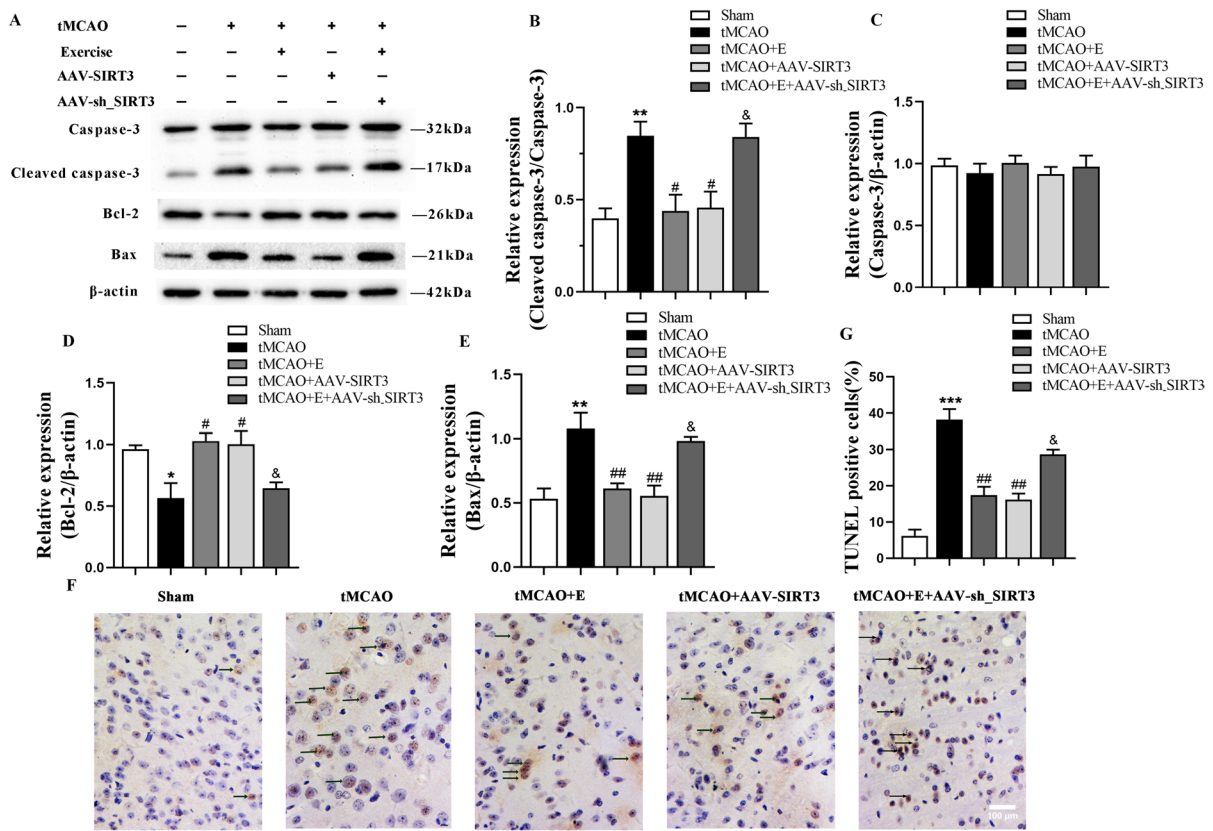 A
tMCAO − + + + +
Exercise − − + − +
AAV-SIRT3 − − − + −
AAV-sh_SIRT3 − − − − +
Caspase-3 —32kDa
Cleaved caspase-3 —17kDa
Bcl-2 —26kDa
Bax —21kDa
β-actin —42kDa
B
Sham
tMCAO
tMCAO+E
tMCAO+AAV-SIRT3
tMCAO+E+AAV-sh_SIRT3
Relative expression
(Cleaved caspase-3/Caspase-3)
1.0
0.5
0.0
** # # &
C
Sham
tMCAO
tMCAO+E
tMCAO+AAV-SIRT3
tMCAO+E+AAV-sh_SIRT3
Relative expression
(Caspase-3/β-actin)
1.5
1.0
0.5
0.0
D
Sham
tMCAO
tMCAO+E
tMCAO+AAV-SIRT3
tMCAO+E+AAV-sh_SIRT3
Relative expression
(Bcl-2/β-actin)
1.5
1.0
0.5
0.0
* # # &
E
Sham
tMCAO
tMCAO+E
tMCAO+AAV-SIRT3
tMCAO+E+AAV-sh_SIRT3
Relative expression
(Bax/β-actin)
1.5
1.0
0.5
0.0
** ## ## &
G
Sham
tMCAO
tMCAO+E
tMCAO+AAV-SIRT3
tMCAO+E+AAV-sh_SIRT3
TUNEL positive cells(%)
50
40
30
20
10
0
*** ## ## &
F
Sham
tMCAO
tMCAO+E
tMCAO+AAV-SIRT3
tMCAO+E+AAV-sh_SIRT3
100 μm